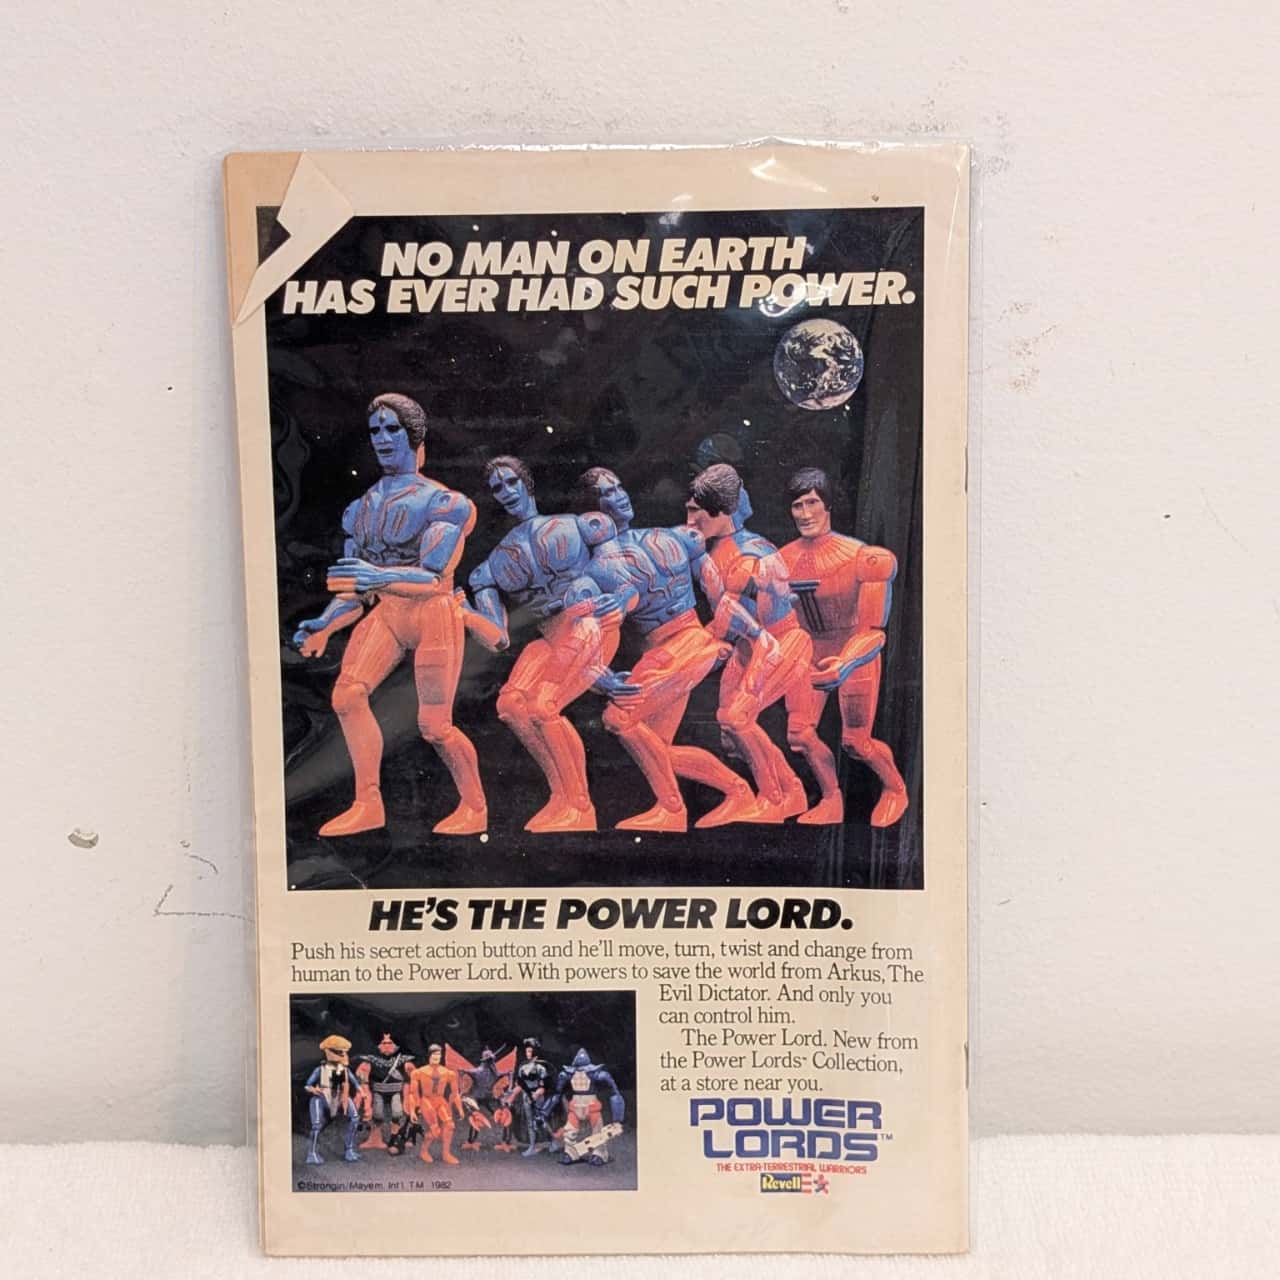 NO MAN ON EARTH
HAS EVER HAD SUCH POWER.
HE'S THE POWER LORD.
Push his secret action button and he'll move, turn, twist and change from
human to the Power Lord. With powers to save the world from Arkus, The
Evil Dictator. And only you
can control him.
The Power Lord. New from
the Power Lords™ Collection,
at a store near you.
POWER
LORDS™
THE EXTRA-TERRESTRIAL WARRIORS
Revell
©Strongin/Mayem, Int'l. TM 1982